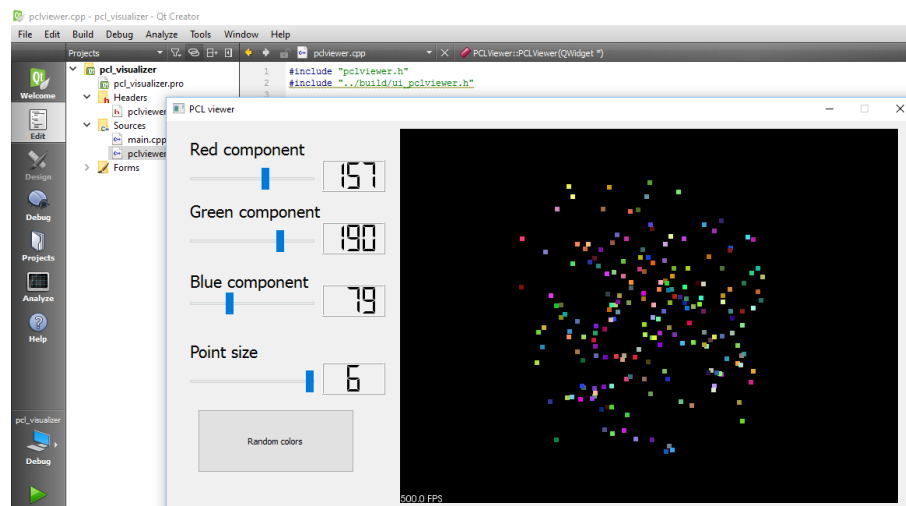 pclviewer.cpp - pcl_visualizer - Qt Creator
File Edit Build Debug Analyze Tools Window Help
Projects
pclviewer.cpp
PCLViewer::PCLViewer(QWidget *)
Qt
Welcome
Edit
Design
Debug
Projects
Analyze
Help
pcl_visualizer
Debug
pcl_visualizer
pcl_visualizer.pro
Headers
pclviewer
Sources
main.cpp
pclviewer
Forms
1 #include "pclviewer.h"
2 #include "../build/ui_pclviewer.h"
3
PCL viewer
Red component
157
Green component
190
Blue component
79
Point size
6
Random colors
500.0 FPS